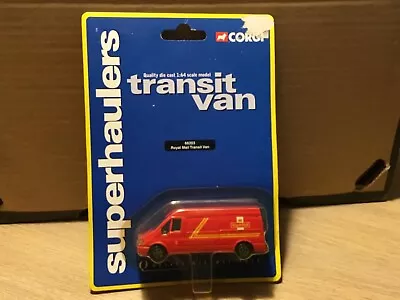 CORGI
superhaulers
Quality die cast 1:64 scale model
transit
van
Royal Mail Transit Van